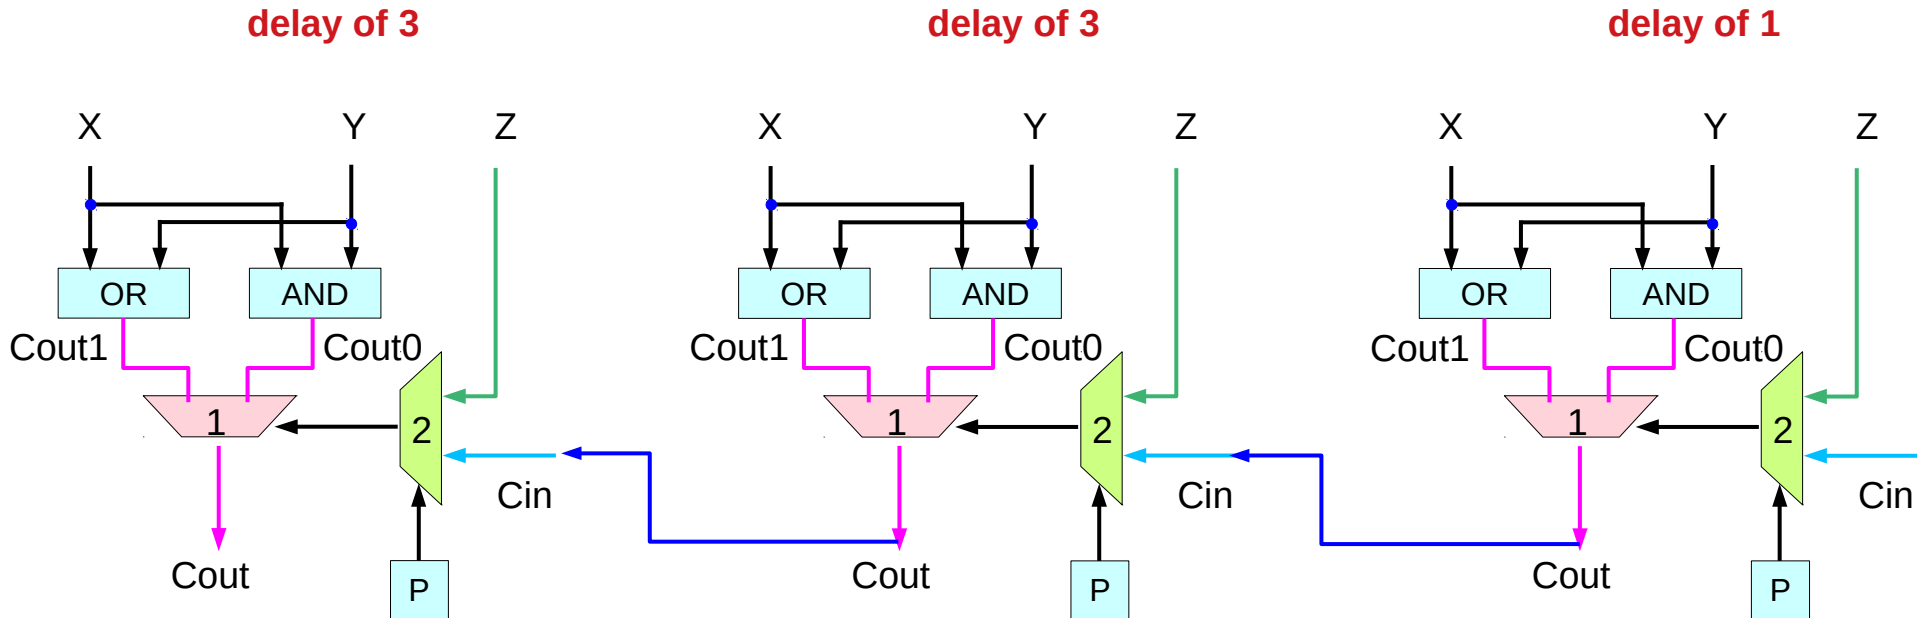 delay of 3 delay of 3 delay of 1
X Y Z X Y Z X Y Z
OR AND OR AND OR AND
Cout1 Cout0 Cout1 Cout0 Cout1 Cout0
1 2 1 2 1 2
Cin Cin Cin
Cout Cout Cout
P P P